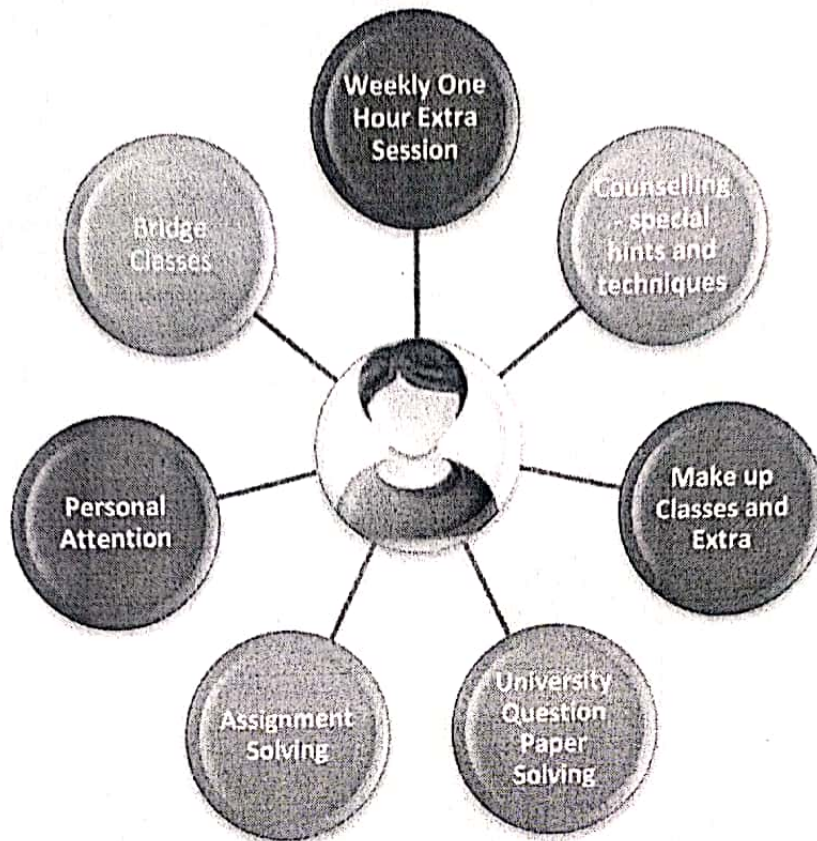 Weekly One
Hour Extra
Session
Counselling
- special
hints and
techniques
Make up
Classes and
Extra
University
Question
Paper
Solving
Assignment
Solving
Personal
Attention
Bridge
Classes